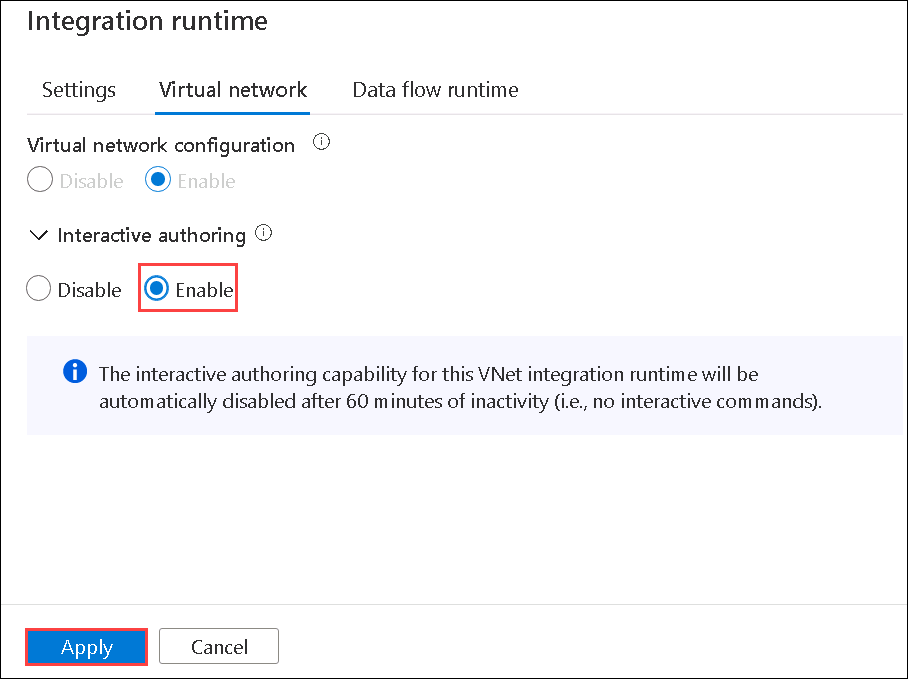 Integration runtime
Settings Virtual network Data flow runtime
Virtual network configuration
Disable Enable
Interactive authoring
Disable Enable
The interactive authoring capability for this VNet integration runtime will be
automatically disabled after 60 minutes of inactivity (i.e., no interactive commands).
Apply Cancel